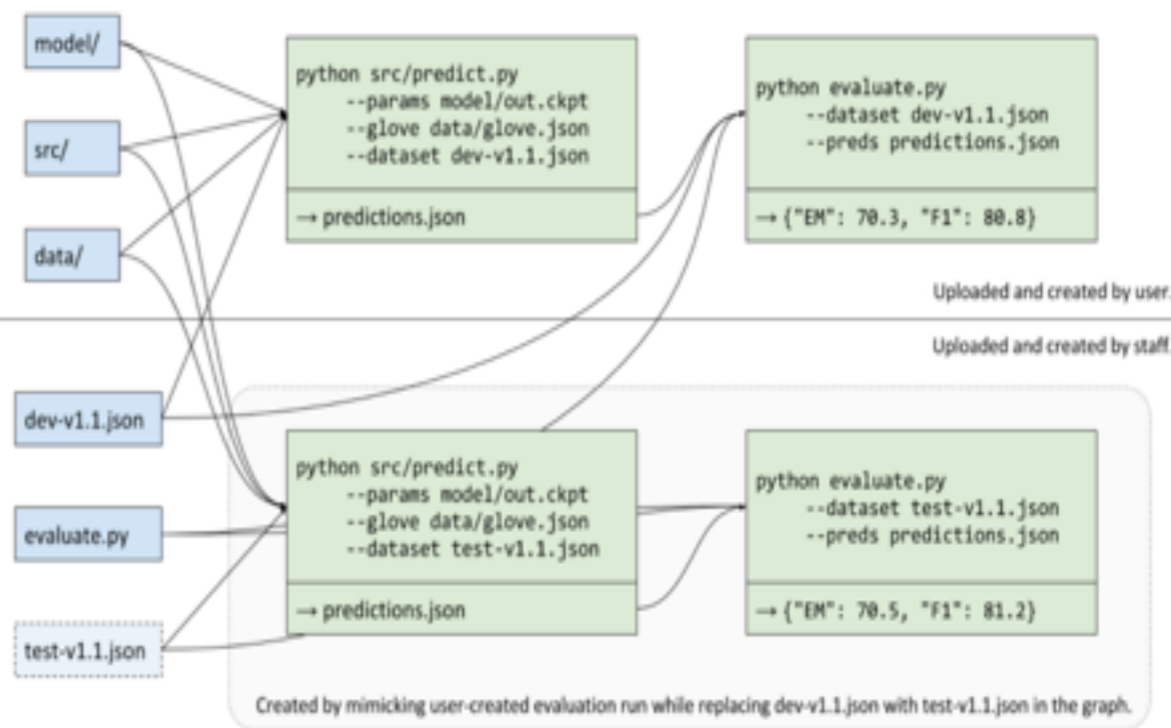 model/
src/
data/
python src/predict.py
--params model/out.ckpt
--glove data/glove.json
--dataset dev-v1.1.json
→ predictions.json
python evaluate.py
--dataset dev-v1.1.json
--preds predictions.json
→ {"EM": 70.3, "F1": 80.8}
Uploaded and created by user.
Uploaded and created by staff.
dev-v1.1.json
evaluate.py
test-v1.1.json
python src/predict.py
--params model/out.ckpt
--glove data/glove.json
--dataset test-v1.1.json
→ predictions.json
python evaluate.py
--dataset test-v1.1.json
--preds predictions.json
→ {"EM": 70.5, "F1": 81.2}
Created by mimicking user-created evaluation run while replacing dev-v1.1.json with test-v1.1.json in the graph.